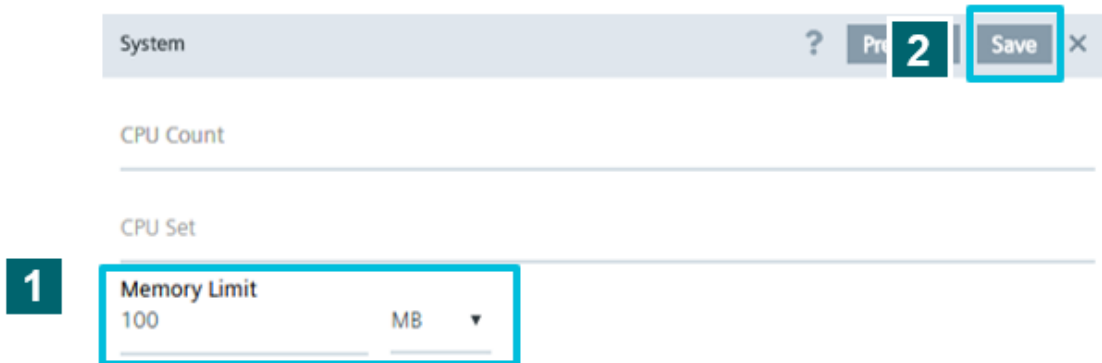 System ? 2 Save ×
CPU Count
CPU Set
1
Memory Limit
100 MB